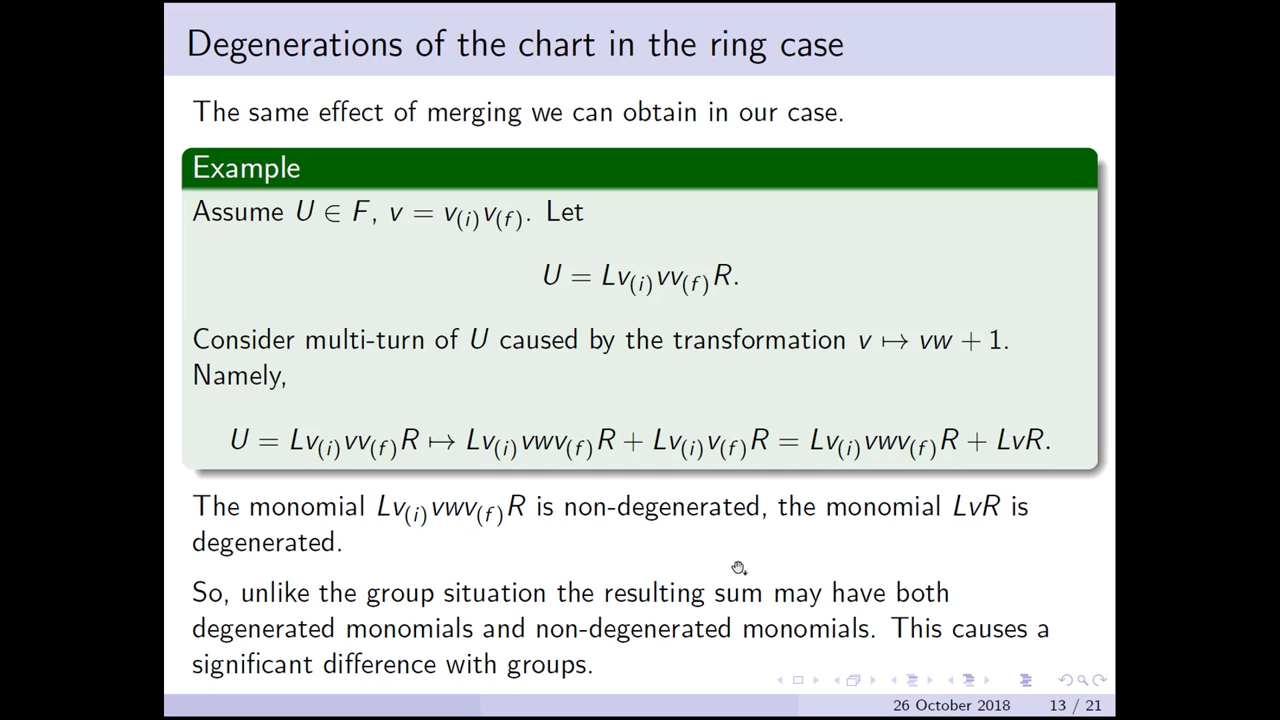 Degenerations of the chart in the ring case
The same effect of merging we can obtain in our case.
Example
Assume U ∈ F, v = v₍ᵢ₎v₍f₎. Let
U = Lv₍ᵢ₎vv₍f₎R.
Consider multi-turn of U caused by the transformation v ↦ vw + 1.
Namely,
U = Lv₍ᵢ₎vv₍f₎R ↦ Lv₍ᵢ₎vwv₍f₎R + Lv₍ᵢ₎v₍f₎R = Lv₍ᵢ₎vwv₍f₎R + LvR.
The monomial Lv₍ᵢ₎vwv₍f₎R is non-degenerated, the monomial LvR is
degenerated.
So, unlike the group situation the resulting sum may have both
degenerated monomials and non-degenerated monomials. This causes a
significant difference with groups.
26 October 2018 13 / 21